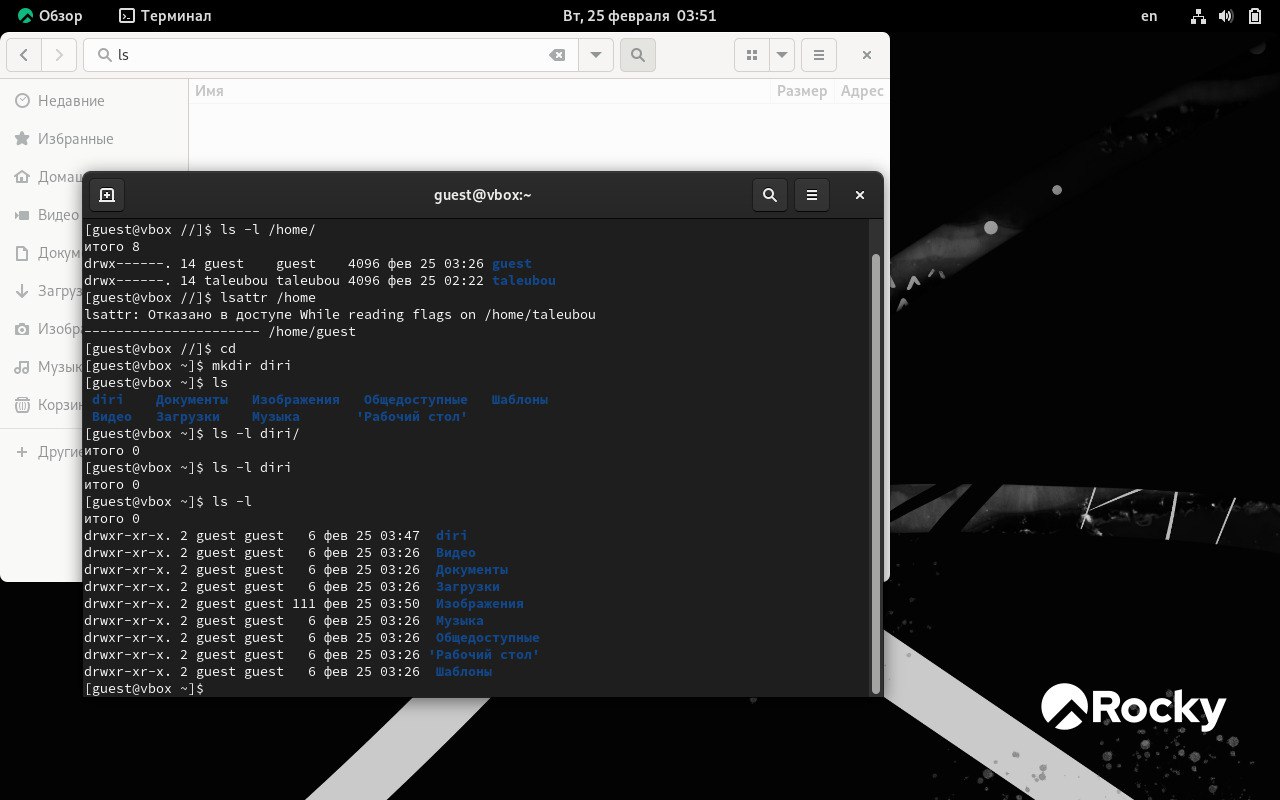 Обзор Терминал Вт, 25 февраля 03:51 en
ls
Имя Размер Адрес
Недавние
Избранные
Видео
guest@vbox:~
[guest@vbox //]$ ls -l /home/
итого 8
drwx------. 14 guest    guest    4096 фев 25 03:26 guest
drwx------. 14 taleubou taleubou 4096 фев 25 02:22 taleubou
[guest@vbox //]$ lsattr /home
lsattr: Отказано в доступе While reading flags on /home/taleubou
---------------------- /home/guest
[guest@vbox //]$ cd
[guest@vbox ~]$ mkdir diri
[guest@vbox ~]$ ls
diri    Документы   Изображения   Общедоступные   Шаблоны
Видео   Загрузки    Музыка       'Рабочий стол'
[guest@vbox ~]$ ls -l diri/
итого 0
[guest@vbox ~]$ ls -l diri
итого 0
[guest@vbox ~]$ ls -l
итого 0
drwxr-xr-x. 2 guest guest   6 фев 25 03:47  diri
drwxr-xr-x. 2 guest guest   6 фев 25 03:26  Видео
drwxr-xr-x. 2 guest guest   6 фев 25 03:26  Документы
drwxr-xr-x. 2 guest guest   6 фев 25 03:26  Загрузки
drwxr-xr-x. 2 guest guest 111 фев 25 03:50  Изображения
drwxr-xr-x. 2 guest guest   6 фев 25 03:26  Музыка
drwxr-xr-x. 2 guest guest   6 фев 25 03:26  Общедоступные
drwxr-xr-x. 2 guest guest   6 фев 25 03:26 'Рабочий стол'
drwxr-xr-x. 2 guest guest   6 фев 25 03:26  Шаблоны
[guest@vbox ~]$
Rocky